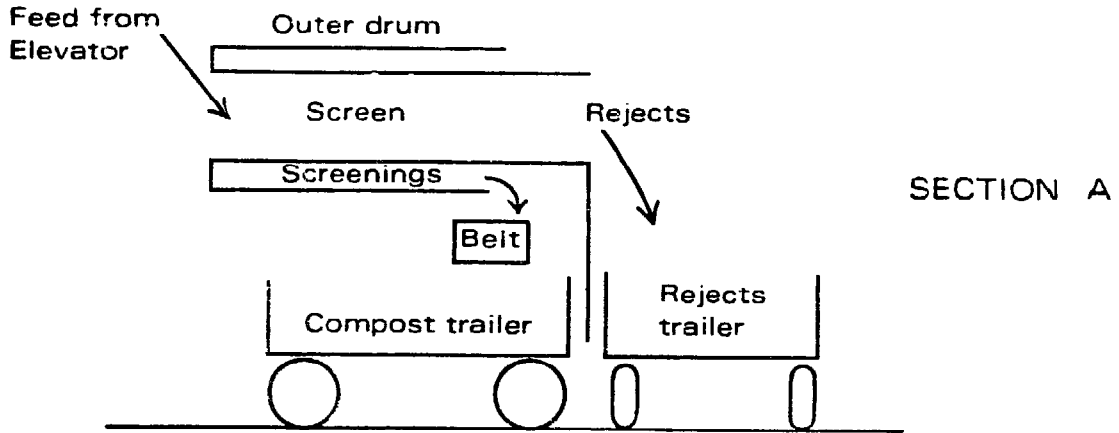 Feed from
Elevator
Outer drum
Screen
Rejects
Screenings
SECTION A
Belt
Compost trailer
Rejects
trailer